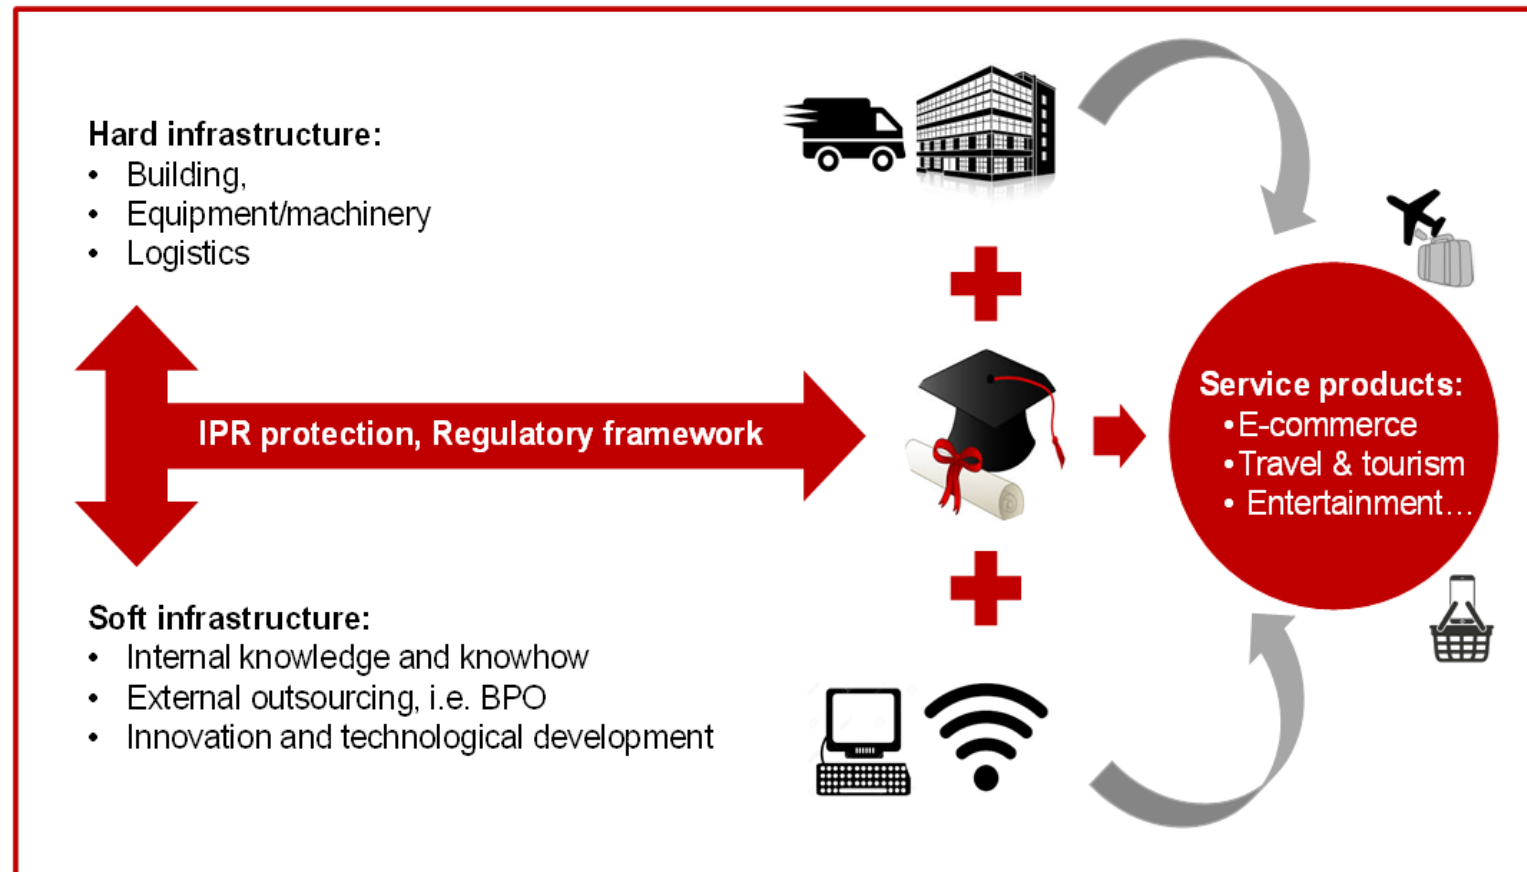 Hard infrastructure:
• Building,
• Equipment/machinery
• Logistics
IPR protection, Regulatory framework
Service products:
• E-commerce
• Travel & tourism
• Entertainment…
Soft infrastructure:
• Internal knowledge and knowhow
• External outsourcing, i.e. BPO
• Innovation and technological development